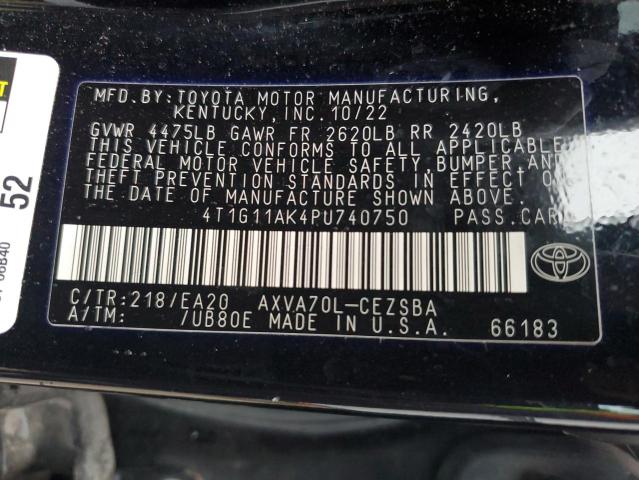 MFD.BY:TOYOTA MOTOR MANUFACTURING,
KENTUCKY,INC.10/22
GVWR 4475LB GAWR FR 2620LB RR 2420LB
THIS VEHICLE CONFORMS TO ALL APPLICABLE
FEDERAL MOTOR VEHICLE SAFETY, BUMPER AND
THEFT PREVENTION STANDARDS IN EFFECT ON
THE DATE OF MANUFACTURE SHOWN ABOVE.
4T1G11AK4PU740750 PASS.CAR
C/TR:218/EA20 AXVA70L-CEZSBA
A/TM: /UB80E MADE IN U.S.A. 66183
52